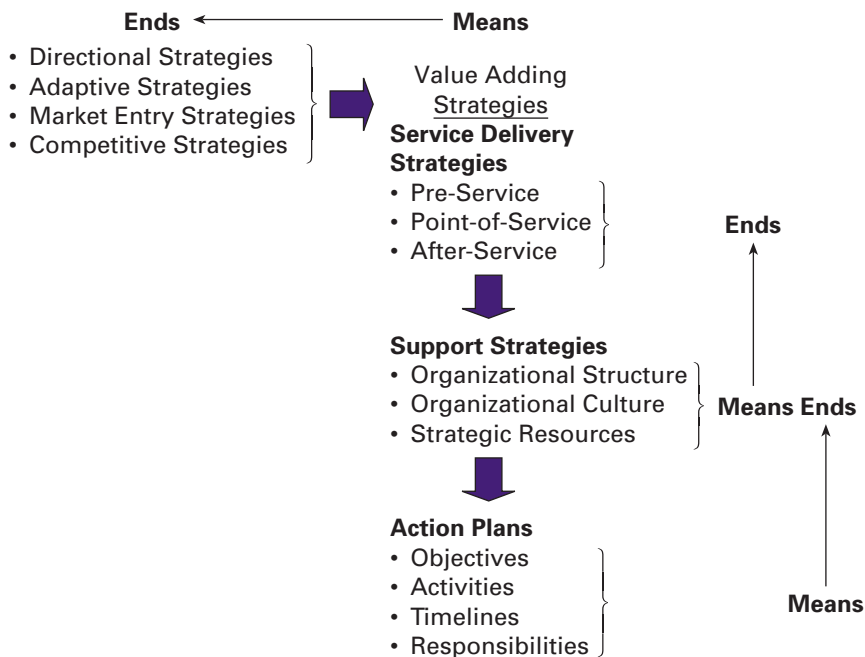 Ends
Means
• Directional Strategies
• Adaptive Strategies
• Market Entry Strategies
• Competitive Strategies
Value Adding
Strategies
Service Delivery
Strategies
• Pre-Service
• Point-of-Service
• After-Service
Ends
Support Strategies
• Organizational Structure
• Organizational Culture
• Strategic Resources
Means Ends
Action Plans
• Objectives
• Activities
• Timelines
• Responsibilities
Means